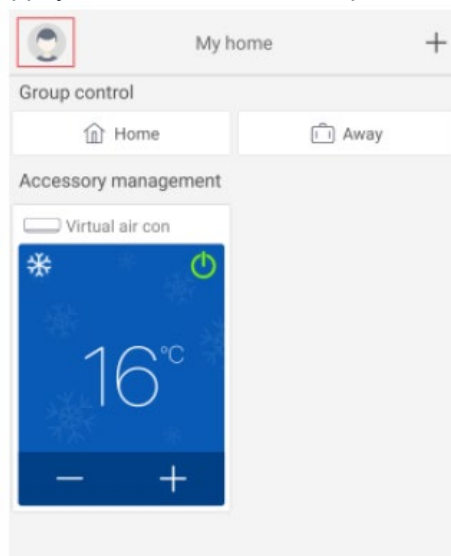 My home
Group control
Home Away
Accessory management
Virtual air con
16°C